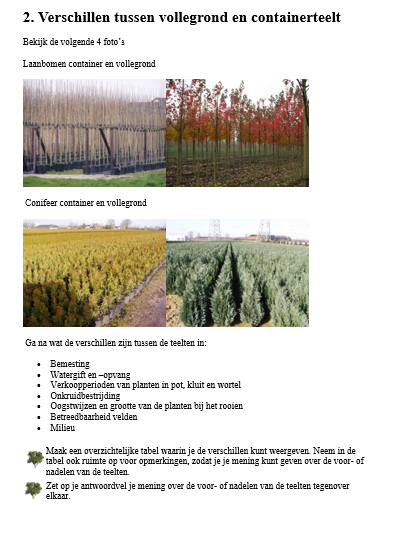 2. Verschillen tussen vollegrond en containerteelt
Bekijk de volgende 4 foto's
Laanbomen container en vollegrond
Conifeer container en vollegrond
Ga na wat de verschillen zijn tussen de teelten in:
• Bemesting
• Watergift en –opvang
• Verkoopperioden van planten in pot, kluit en wortel
• Onkruidbestrijding
• Oogstwijzen en grootte van de planten bij het rooien
• Betreedbaarheid velden
• Milieu
Maak een overzichtelijke tabel waarin je de verschillen kunt weergeven. Neem in de
tabel ook ruimte op voor opmerkingen, zodat je je mening kunt geven over de voor- of
nadelen van de teelten.
Zet op je antwoordvel je mening over de voor- of nadelen van de teelten tegenover
elkaar.